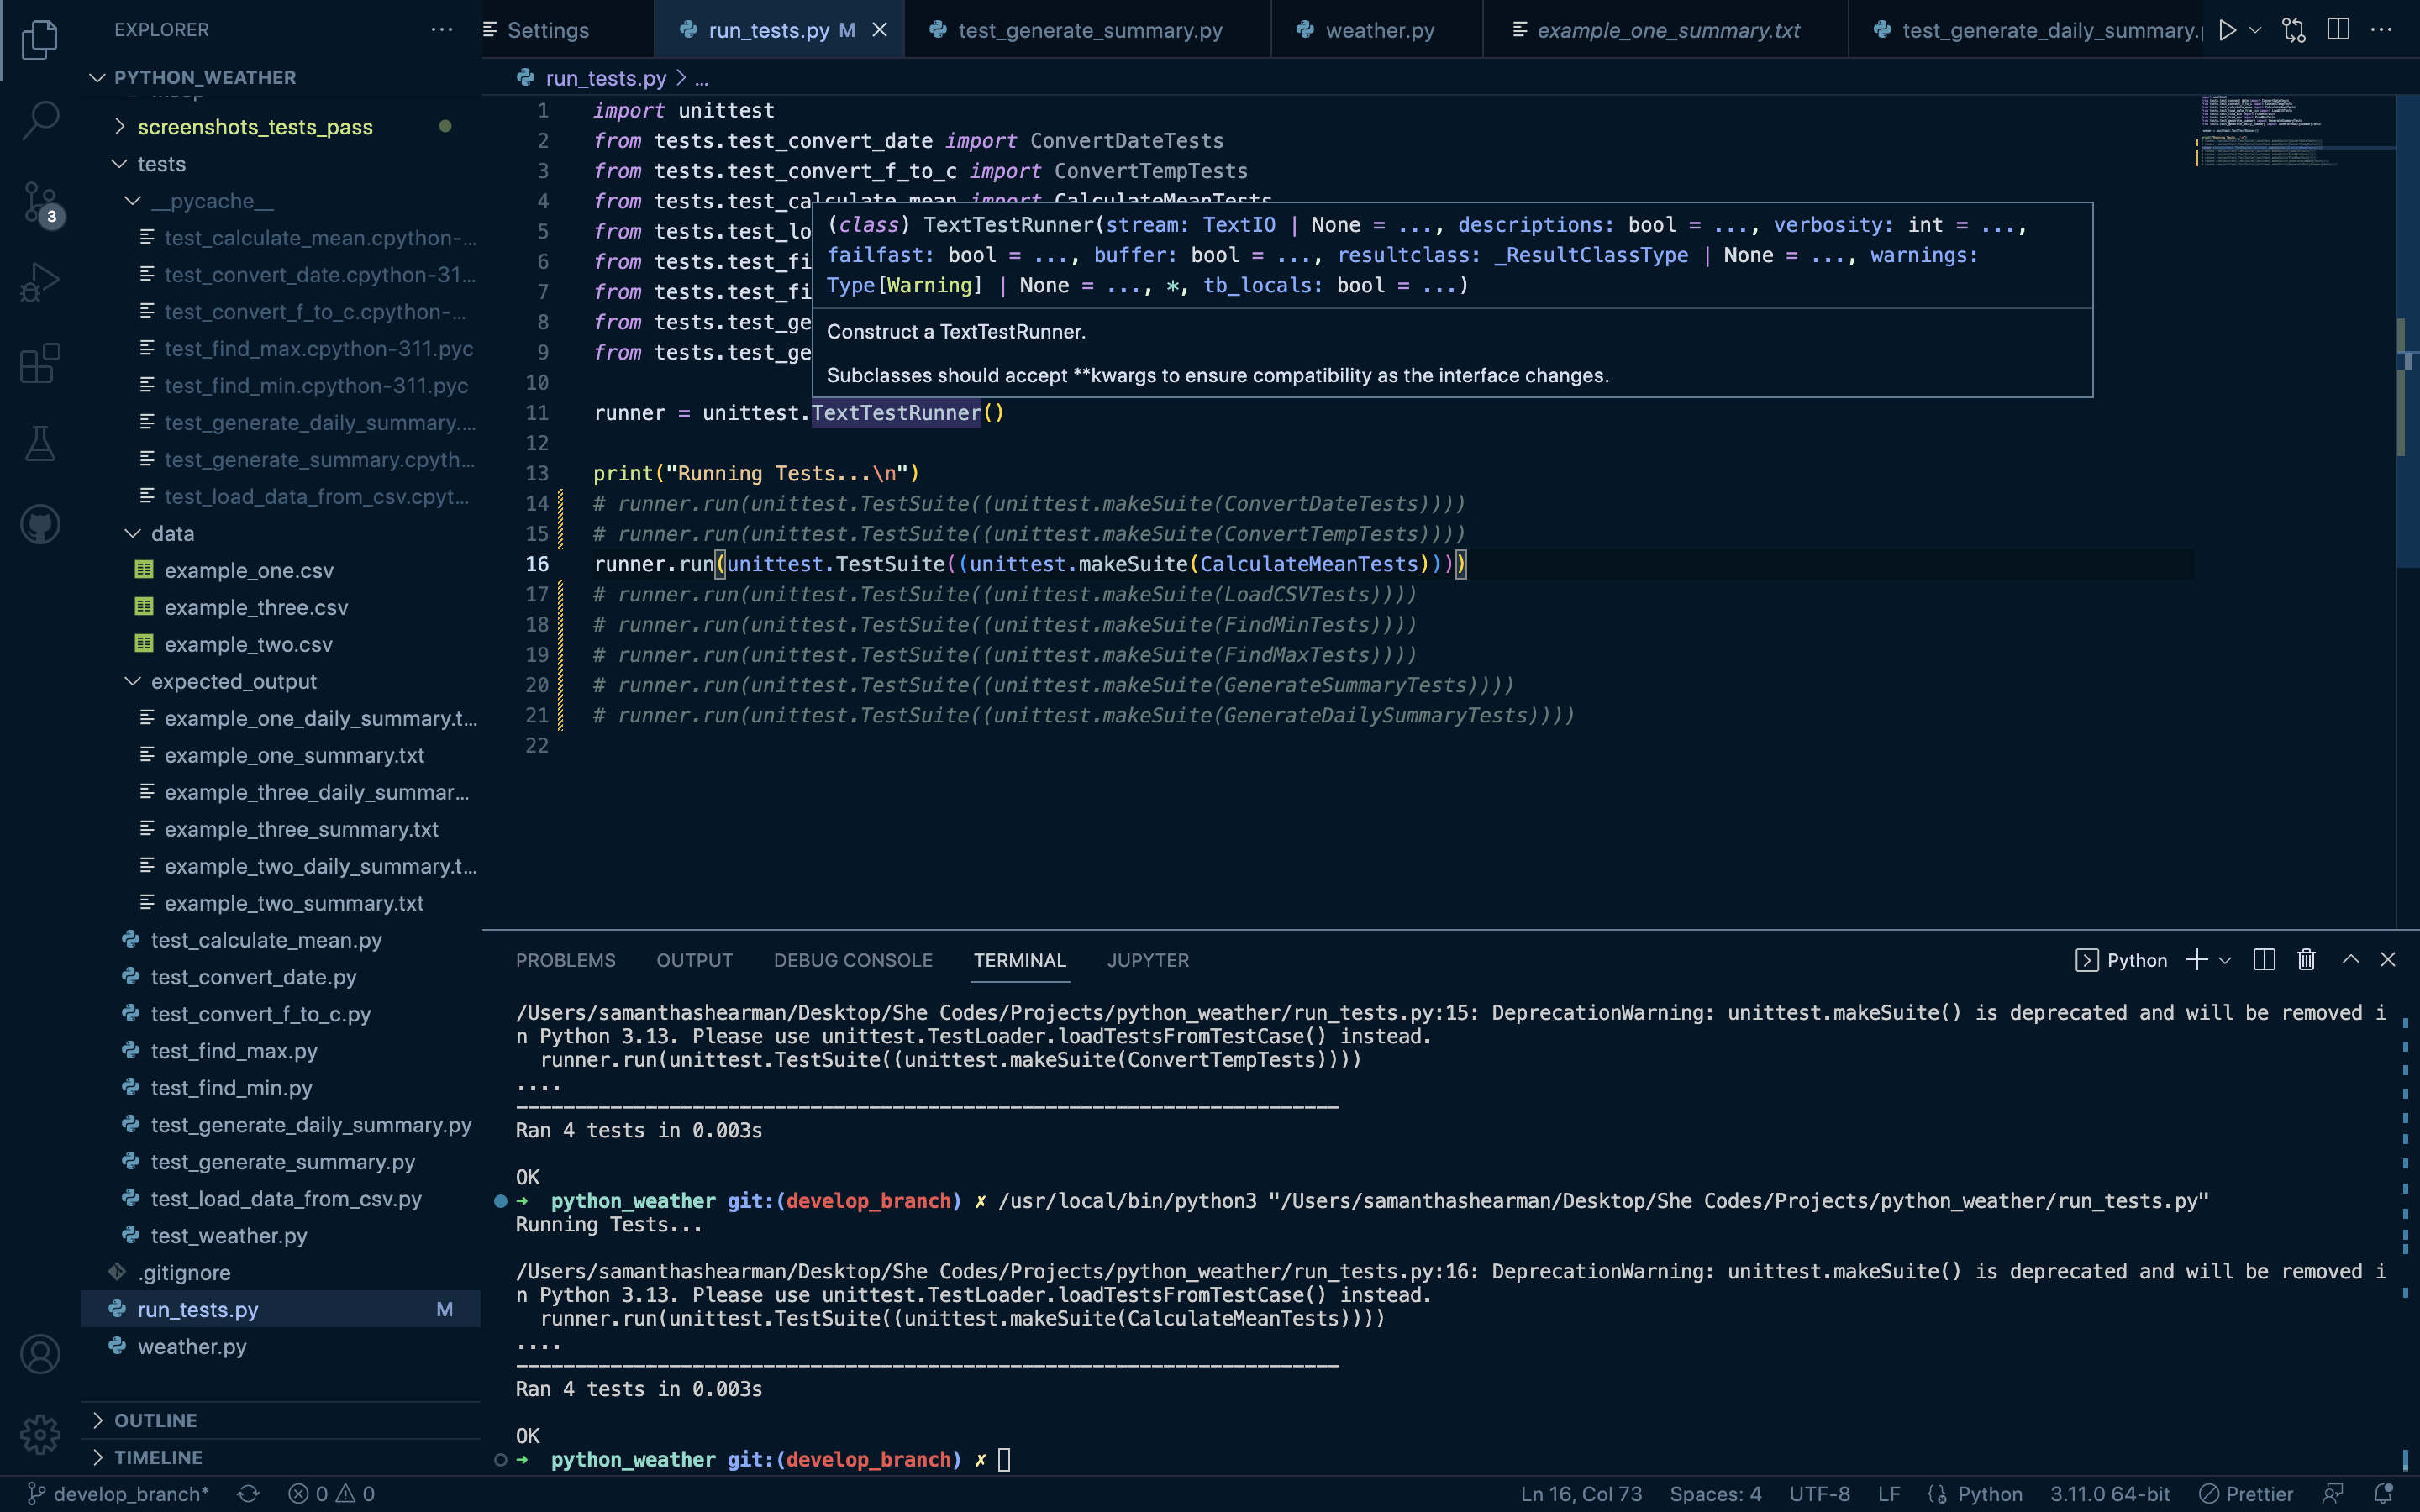 EXPLORER
PYTHON_WEATHER
screenshots_tests_pass
tests
__pycache__
test_calculate_mean.cpython-...
test_convert_date.cpython-31...
test_convert_f_to_c.cpython-...
test_find_max.cpython-311.pyc
test_find_min.cpython-311.pyc
test_generate_daily_summary....
test_generate_summary.cpyth...
test_load_data_from_csv.cpyt...
data
example_one.csv
example_three.csv
example_two.csv
expected_output
example_one_daily_summary.t...
example_one_summary.txt
example_three_daily_summar...
example_three_summary.txt
example_two_daily_summary.t...
example_two_summary.txt
test_calculate_mean.py
test_convert_date.py
test_convert_f_to_c.py
test_find_max.py
test_find_min.py
test_generate_daily_summary.py
test_generate_summary.py
test_load_data_from_csv.py
test_weather.py
.gitignore
run_tests.py M
weather.py
OUTLINE
TIMELINE
3
Settings
run_tests.py M
test_generate_summary.py
weather.py
example_one_summary.txt
test_generate_daily_summary.p
run_tests.py > ...
1 import unittest
2 from tests.test_convert_date import ConvertDateTests
3 from tests.test_convert_f_to_c import ConvertTempTests
4 from tests.test_calculate_mean import CalculateMeanTests
5 from tests.test_lo
6 from tests.test_fi
7 from tests.test_fi
8 from tests.test_ge
9 from tests.test_ge
(class) TextTestRunner(stream: TextIO | None = ..., descriptions: bool = ..., verbosity: int = ...,
failfast: bool = ..., buffer: bool = ..., resultclass: _ResultClassType | None = ..., warnings:
Type[Warning] | None = ..., *, tb_locals: bool = ...)
Construct a TextTestRunner.
Subclasses should accept **kwargs to ensure compatibility as the interface changes.
10
11 runner = unittest.TextTestRunner()
12
13 print("Running Tests...\n")
14 # runner.run(unittest.TestSuite((unittest.makeSuite(ConvertDateTests))))
15 # runner.run(unittest.TestSuite((unittest.makeSuite(ConvertTempTests))))
16 runner.run(unittest.TestSuite((unittest.makeSuite(CalculateMeanTests))))
17 # runner.run(unittest.TestSuite((unittest.makeSuite(LoadCSVTests))))
18 # runner.run(unittest.TestSuite((unittest.makeSuite(FindMinTests))))
19 # runner.run(unittest.TestSuite((unittest.makeSuite(FindMaxTests))))
20 # runner.run(unittest.TestSuite((unittest.makeSuite(GenerateSummaryTests))))
21 # runner.run(unittest.TestSuite((unittest.makeSuite(GenerateDailySummaryTests))))
22
PROBLEMS OUTPUT DEBUG CONSOLE TERMINAL JUPYTER
Python
/Users/samanthashearman/Desktop/She Codes/Projects/python_weather/run_tests.py:15: DeprecationWarning: unittest.makeSuite() is deprecated and will be removed i
n Python 3.13. Please use unittest.TestLoader.loadTestsFromTestCase() instead.
runner.run(unittest.TestSuite((unittest.makeSuite(ConvertTempTests))))
....
----------------------------------------------------------------------
Ran 4 tests in 0.003s
OK
➜ python_weather git:(develop_branch) ✗ /usr/local/bin/python3 "/Users/samanthashearman/Desktop/She Codes/Projects/python_weather/run_tests.py"
Running Tests...
/Users/samanthashearman/Desktop/She Codes/Projects/python_weather/run_tests.py:16: DeprecationWarning: unittest.makeSuite() is deprecated and will be removed i
n Python 3.13. Please use unittest.TestLoader.loadTestsFromTestCase() instead.
runner.run(unittest.TestSuite((unittest.makeSuite(CalculateMeanTests))))
....
----------------------------------------------------------------------
Ran 4 tests in 0.003s
OK
➜ python_weather git:(develop_branch) ✗
develop_branch* 0 0
Ln 16, Col 73 Spaces: 4 UTF-8 LF Python 3.11.0 64-bit Prettier